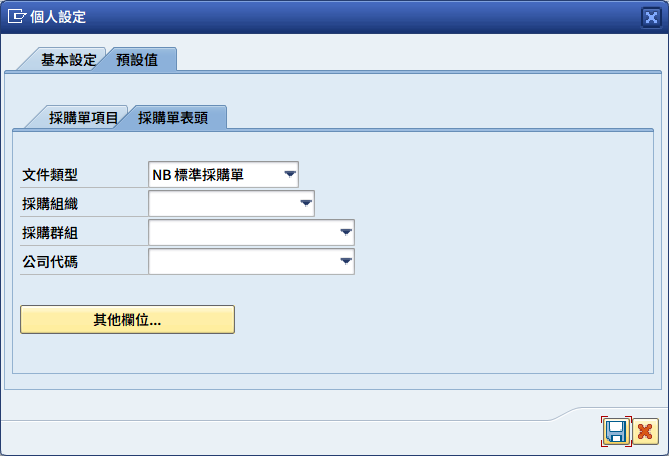 個人設定
基本設定 預設值
採購單項目 採購單表頭
文件類型 NB 標準採購單
採購組織
採購群組
公司代碼
其他欄位...